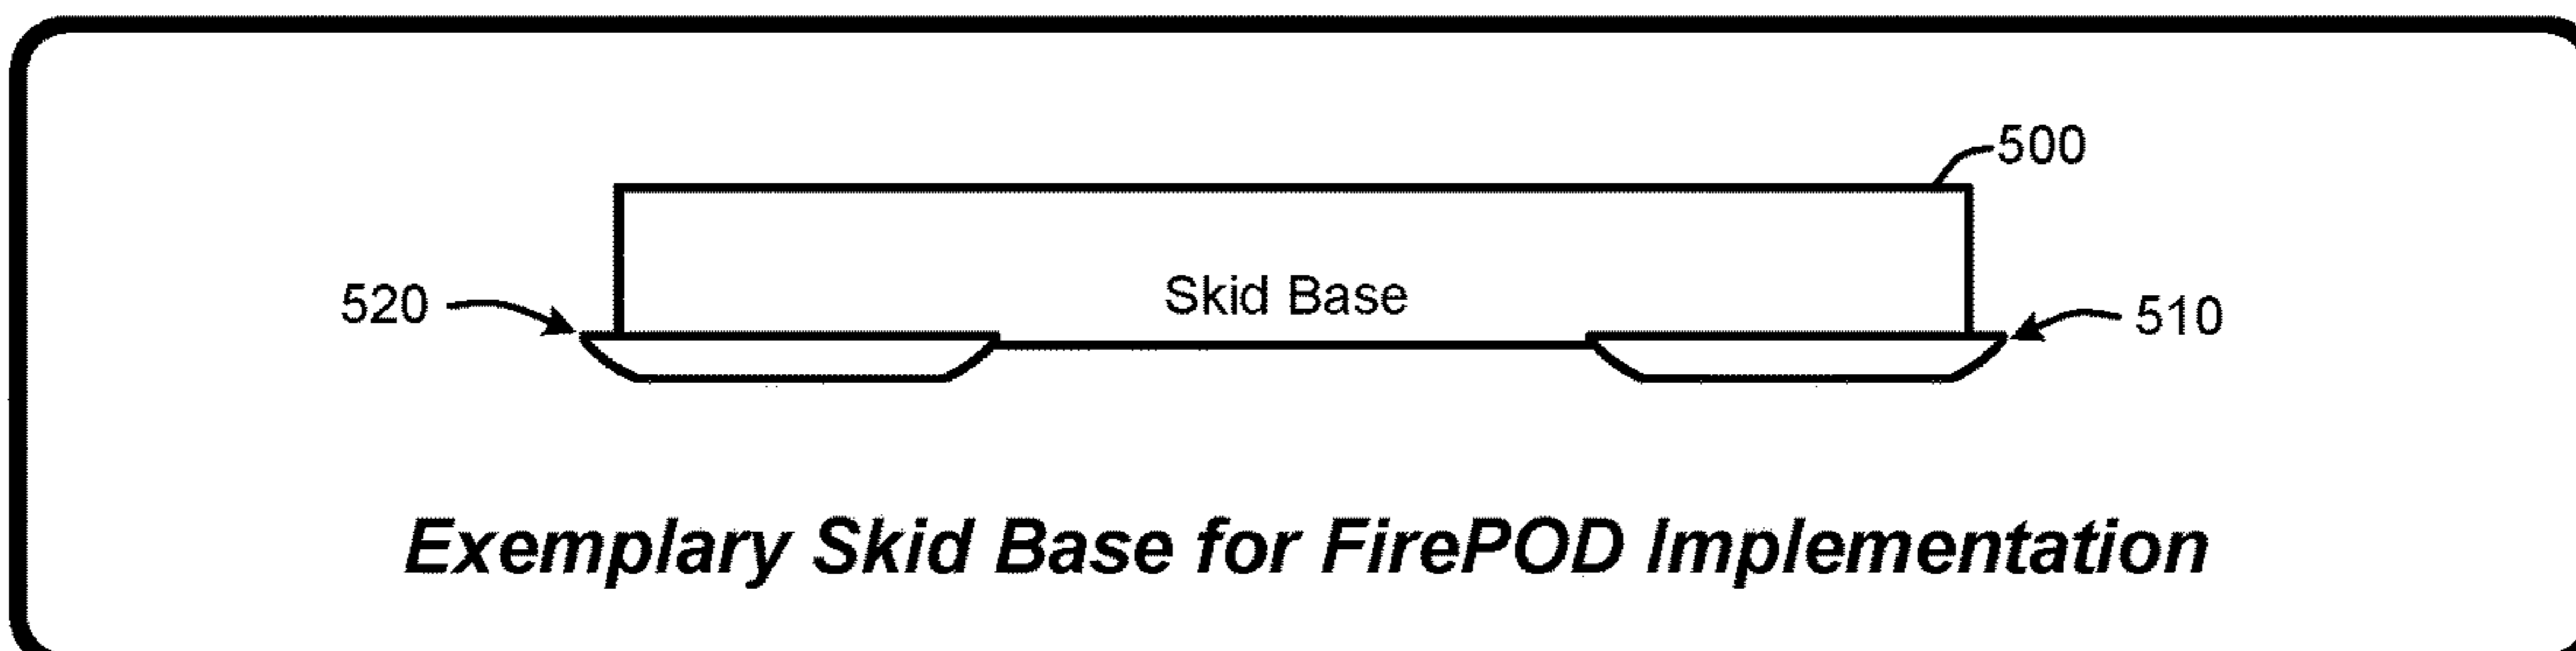 500
520
Skid Base
510
Exemplary Skid Base for FirePOD Implementation